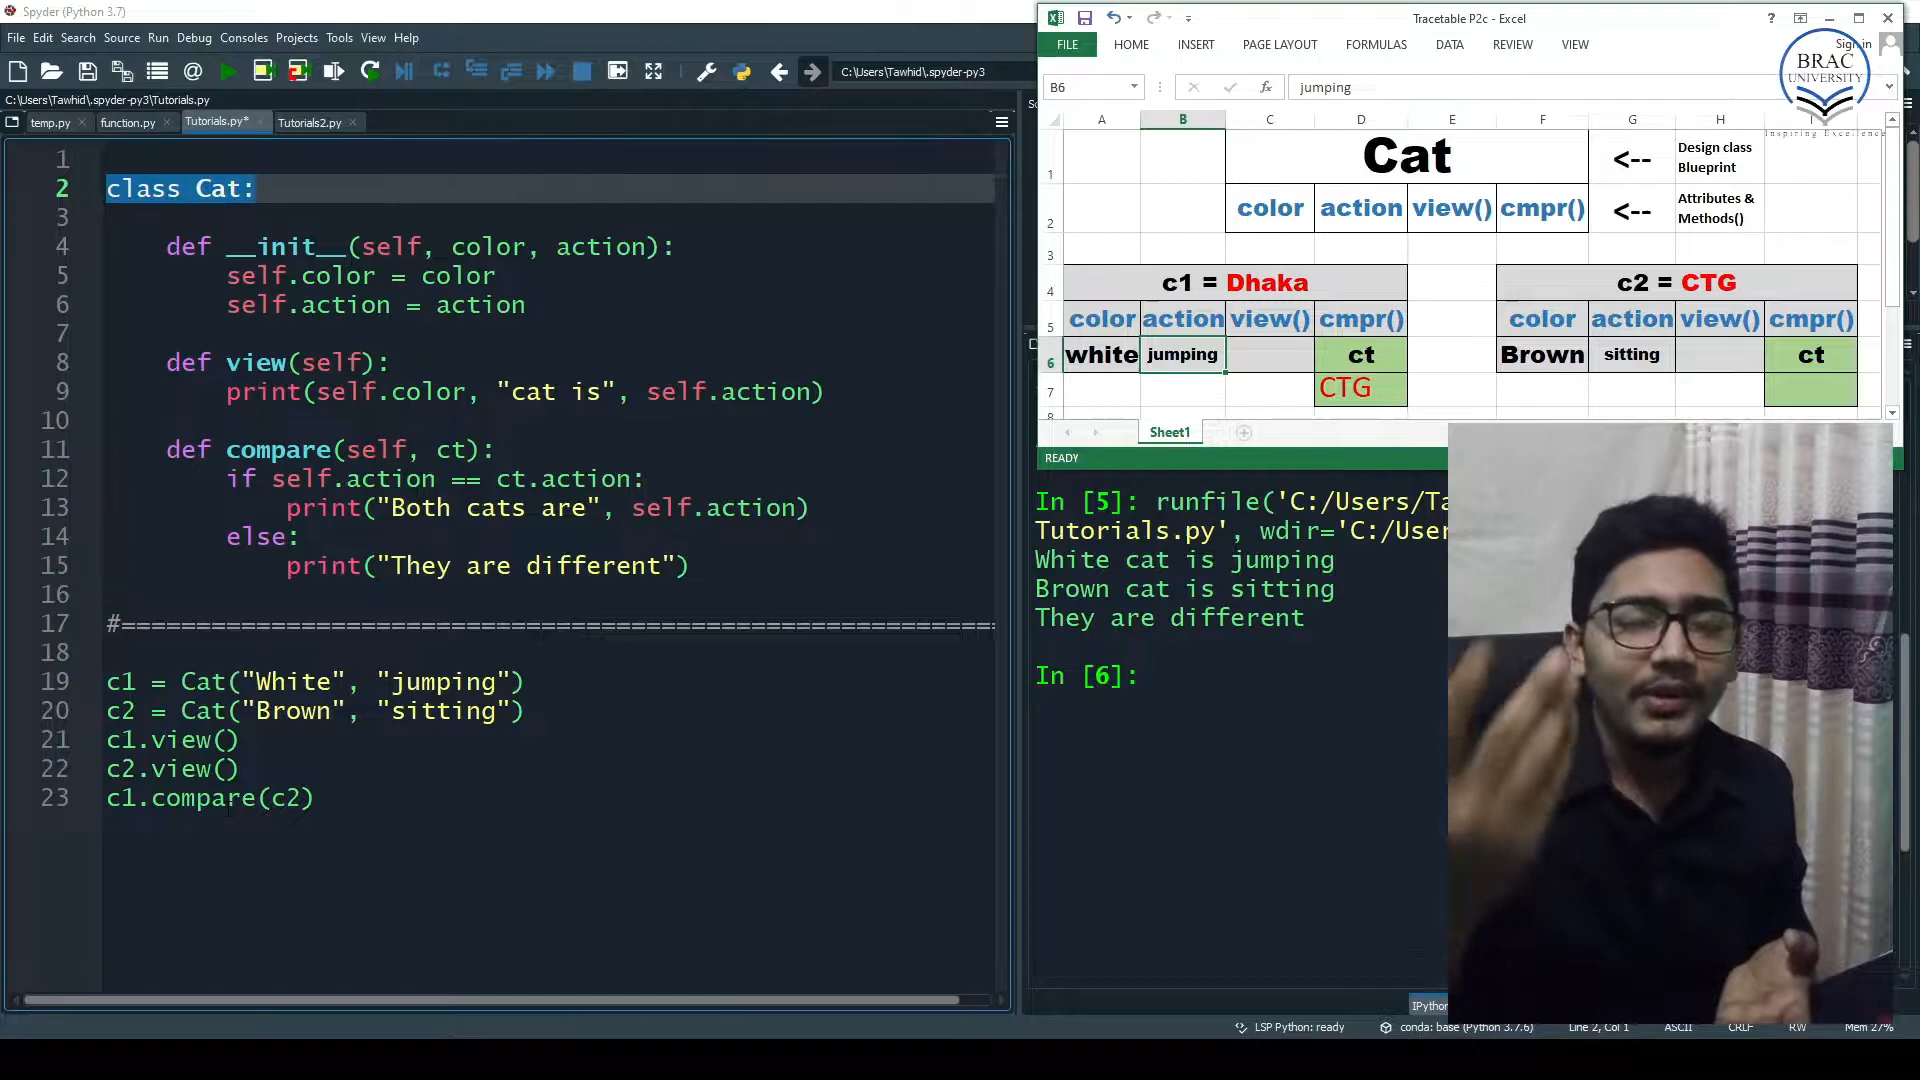 Spyder (Python 3.7)
File Edit Search Source Run Debug Consoles Projects Tools View Help
C:\Users\Tawhid\.spyder-py3
C:\Users\Tawhid\.spyder-py3\Tutorials.py
temp.py function.py Tutorials.py* Tutorials2.py
1
2 class Cat:
3
4 def __init__(self, color, action):
5 self.color = color
6 self.action = action
7
8 def view(self):
9 print(self.color, "cat is", self.action)
10
11 def compare(self, ct):
12 if self.action == ct.action:
13 print("Both cats are", self.action)
14 else:
15 print("They are different")
16
17 #==========================================================
18
19 c1 = Cat("White", "jumping")
20 c2 = Cat("Brown", "sitting")
21 c1.view()
22 c2.view()
23 c1.compare(c2)
Tracetable P2c - Excel
Sign in
FILE HOME INSERT PAGE LAYOUT FORMULAS DATA REVIEW VIEW
BRAC
UNIVERSITY
Inspiring Excellence
B6 fx jumping
A B C D E F G H I
1 Cat <-- Design class
Blueprint
2 color action view() cmpr() <-- Attributes &
Methods()
3
4 c1 = Dhaka c2 = CTG
5 color action view() cmpr() color action view() cmpr()
6 white jumping ct Brown sitting ct
7 CTG
8
Sheet1
READY
In [5]: runfile('C:/Users/Ta
Tutorials.py', wdir='C:/User
White cat is jumping
Brown cat is sitting
They are different
In [6]:
IPython
LSP Python: ready conda: base (Python 3.7.6) Line 2, Col 1 ASCII CRLF RW Mem 27%